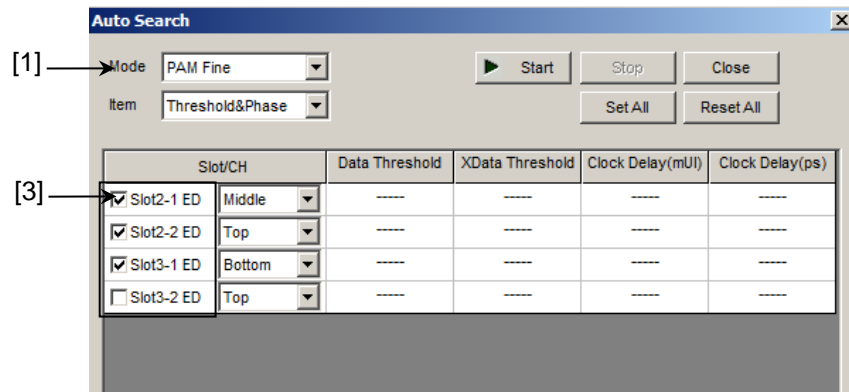 Auto Search
[1] Mode PAM Fine Start Stop Close
Item Threshold&Phase Set All Reset All
Slot/CH Data Threshold XData Threshold Clock Delay(mUI) Clock Delay(ps)
[3] Slot2-1 ED Middle ----- ----- ----- -----
Slot2-2 ED Top ----- ----- ----- -----
Slot3-1 ED Bottom ----- ----- ----- -----
Slot3-2 ED Top ----- ----- ----- -----